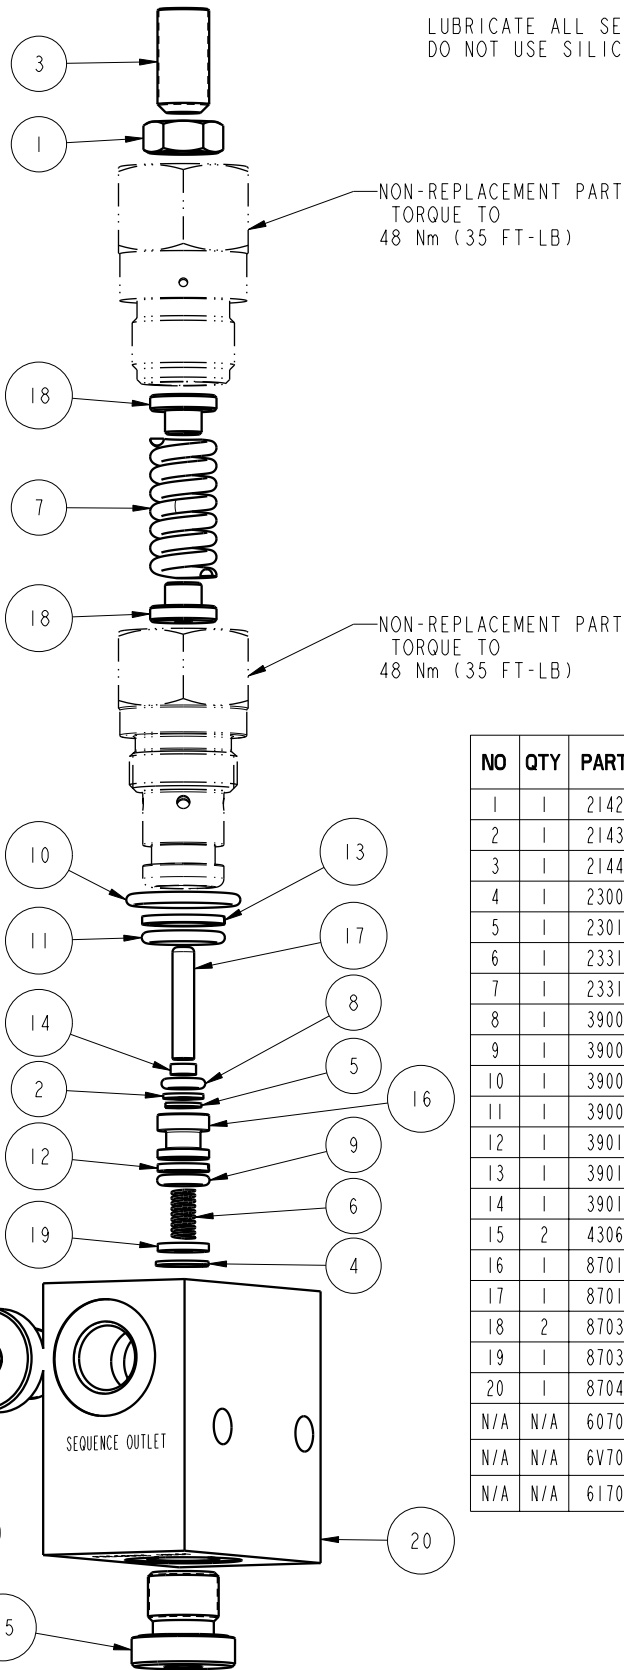 LUBRICATE ALL SE
DO NOT USE SILIC
3
1
NON-REPLACEMENT PART
TORQUE TO
48 Nm (35 FT-LB)
18
7
18
NON-REPLACEMENT PART
TORQUE TO
48 Nm (35 FT-LB)
10
13
11
17
14
8
2
5
16
12
9
6
19
4
SEQUENCE OUTLET
20
5
NO QTY PART
1 1 2142
2 1 2143
3 1 2144
4 1 2300
5 1 2301
6 1 2331
7 1 2331
8 1 3900
9 1 3900
10 1 3900
11 1 3900
12 1 3901
13 1 3901
14 1 3901
15 2 4306
16 1 8701
17 1 8701
18 2 8703
19 1 8703
20 1 8704
N/A N/A 6070
N/A N/A 6V70
N/A N/A 6170